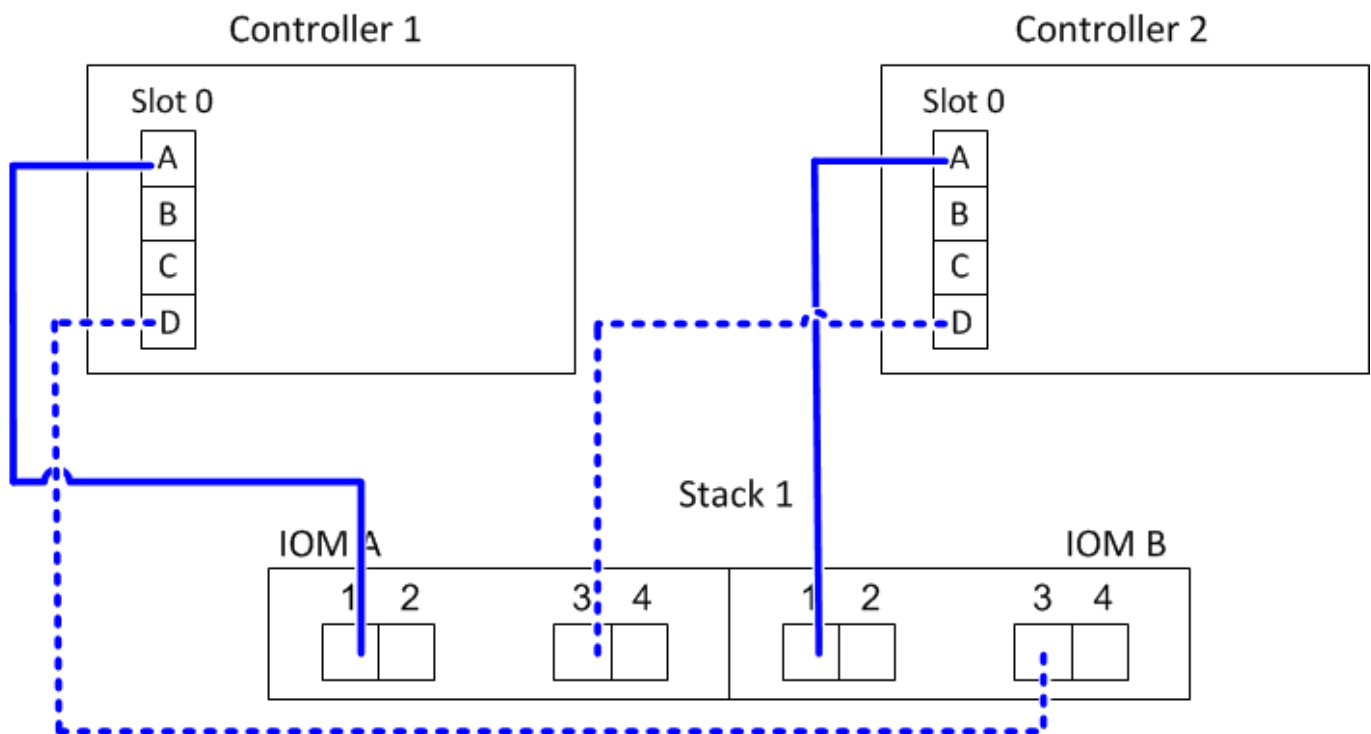 Controller 1
Controller 2
Slot 0
A
B
C
D
Slot 0
A
B
C
D
Stack 1
IOM A
IOM B
1 2 3 4 1 2 3 4